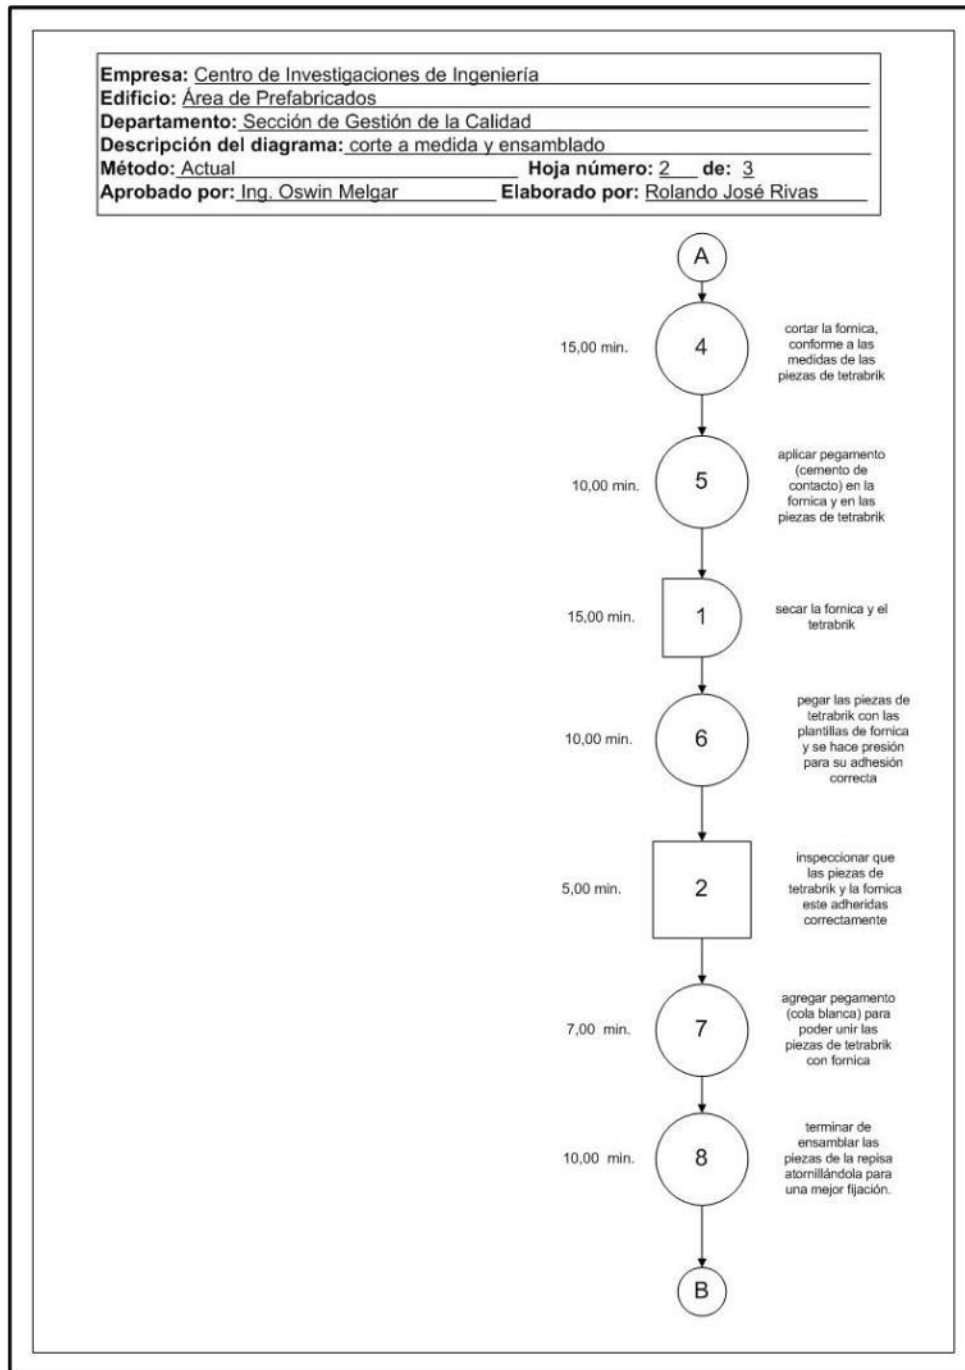 Empresa: Centro de Investigaciones de Ingeniería
Edificio: Área de Prefabricados
Departamento: Sección de Gestión de la Calidad
Descripción del diagrama: corte a medida y ensamblado
Método: Actual Hoja número: 2 de: 3
Aprobado por: Ing. Oswin Melgar Elaborado por: Rolando José Rivas
A
15,00 min.
4
cortar la fornica,
conforme a las
medidas de las
piezas de tetrabrik
10,00 min.
5
aplicar pegamento
(cemento de
contacto) en la
fornica y en las
piezas de tetrabrik
15,00 min.
1
secar la fornica y el
tetrabrik
10,00 min.
6
pegar las piezas de
tetrabrik con las
plantillas de fornica
y se hace presión
para su adhesión
correcta
5,00 min.
2
inspeccionar que
las piezas de
tetrabrik y la fornica
este adheridas
correctamente
7,00 min.
7
agregar pegamento
(cola blanca) para
poder unir las
piezas de tetrabrik
con fornica
10,00 min.
8
terminar de
ensamblar las
piezas de la repisa
atornillándola para
una mejor fijación.
B